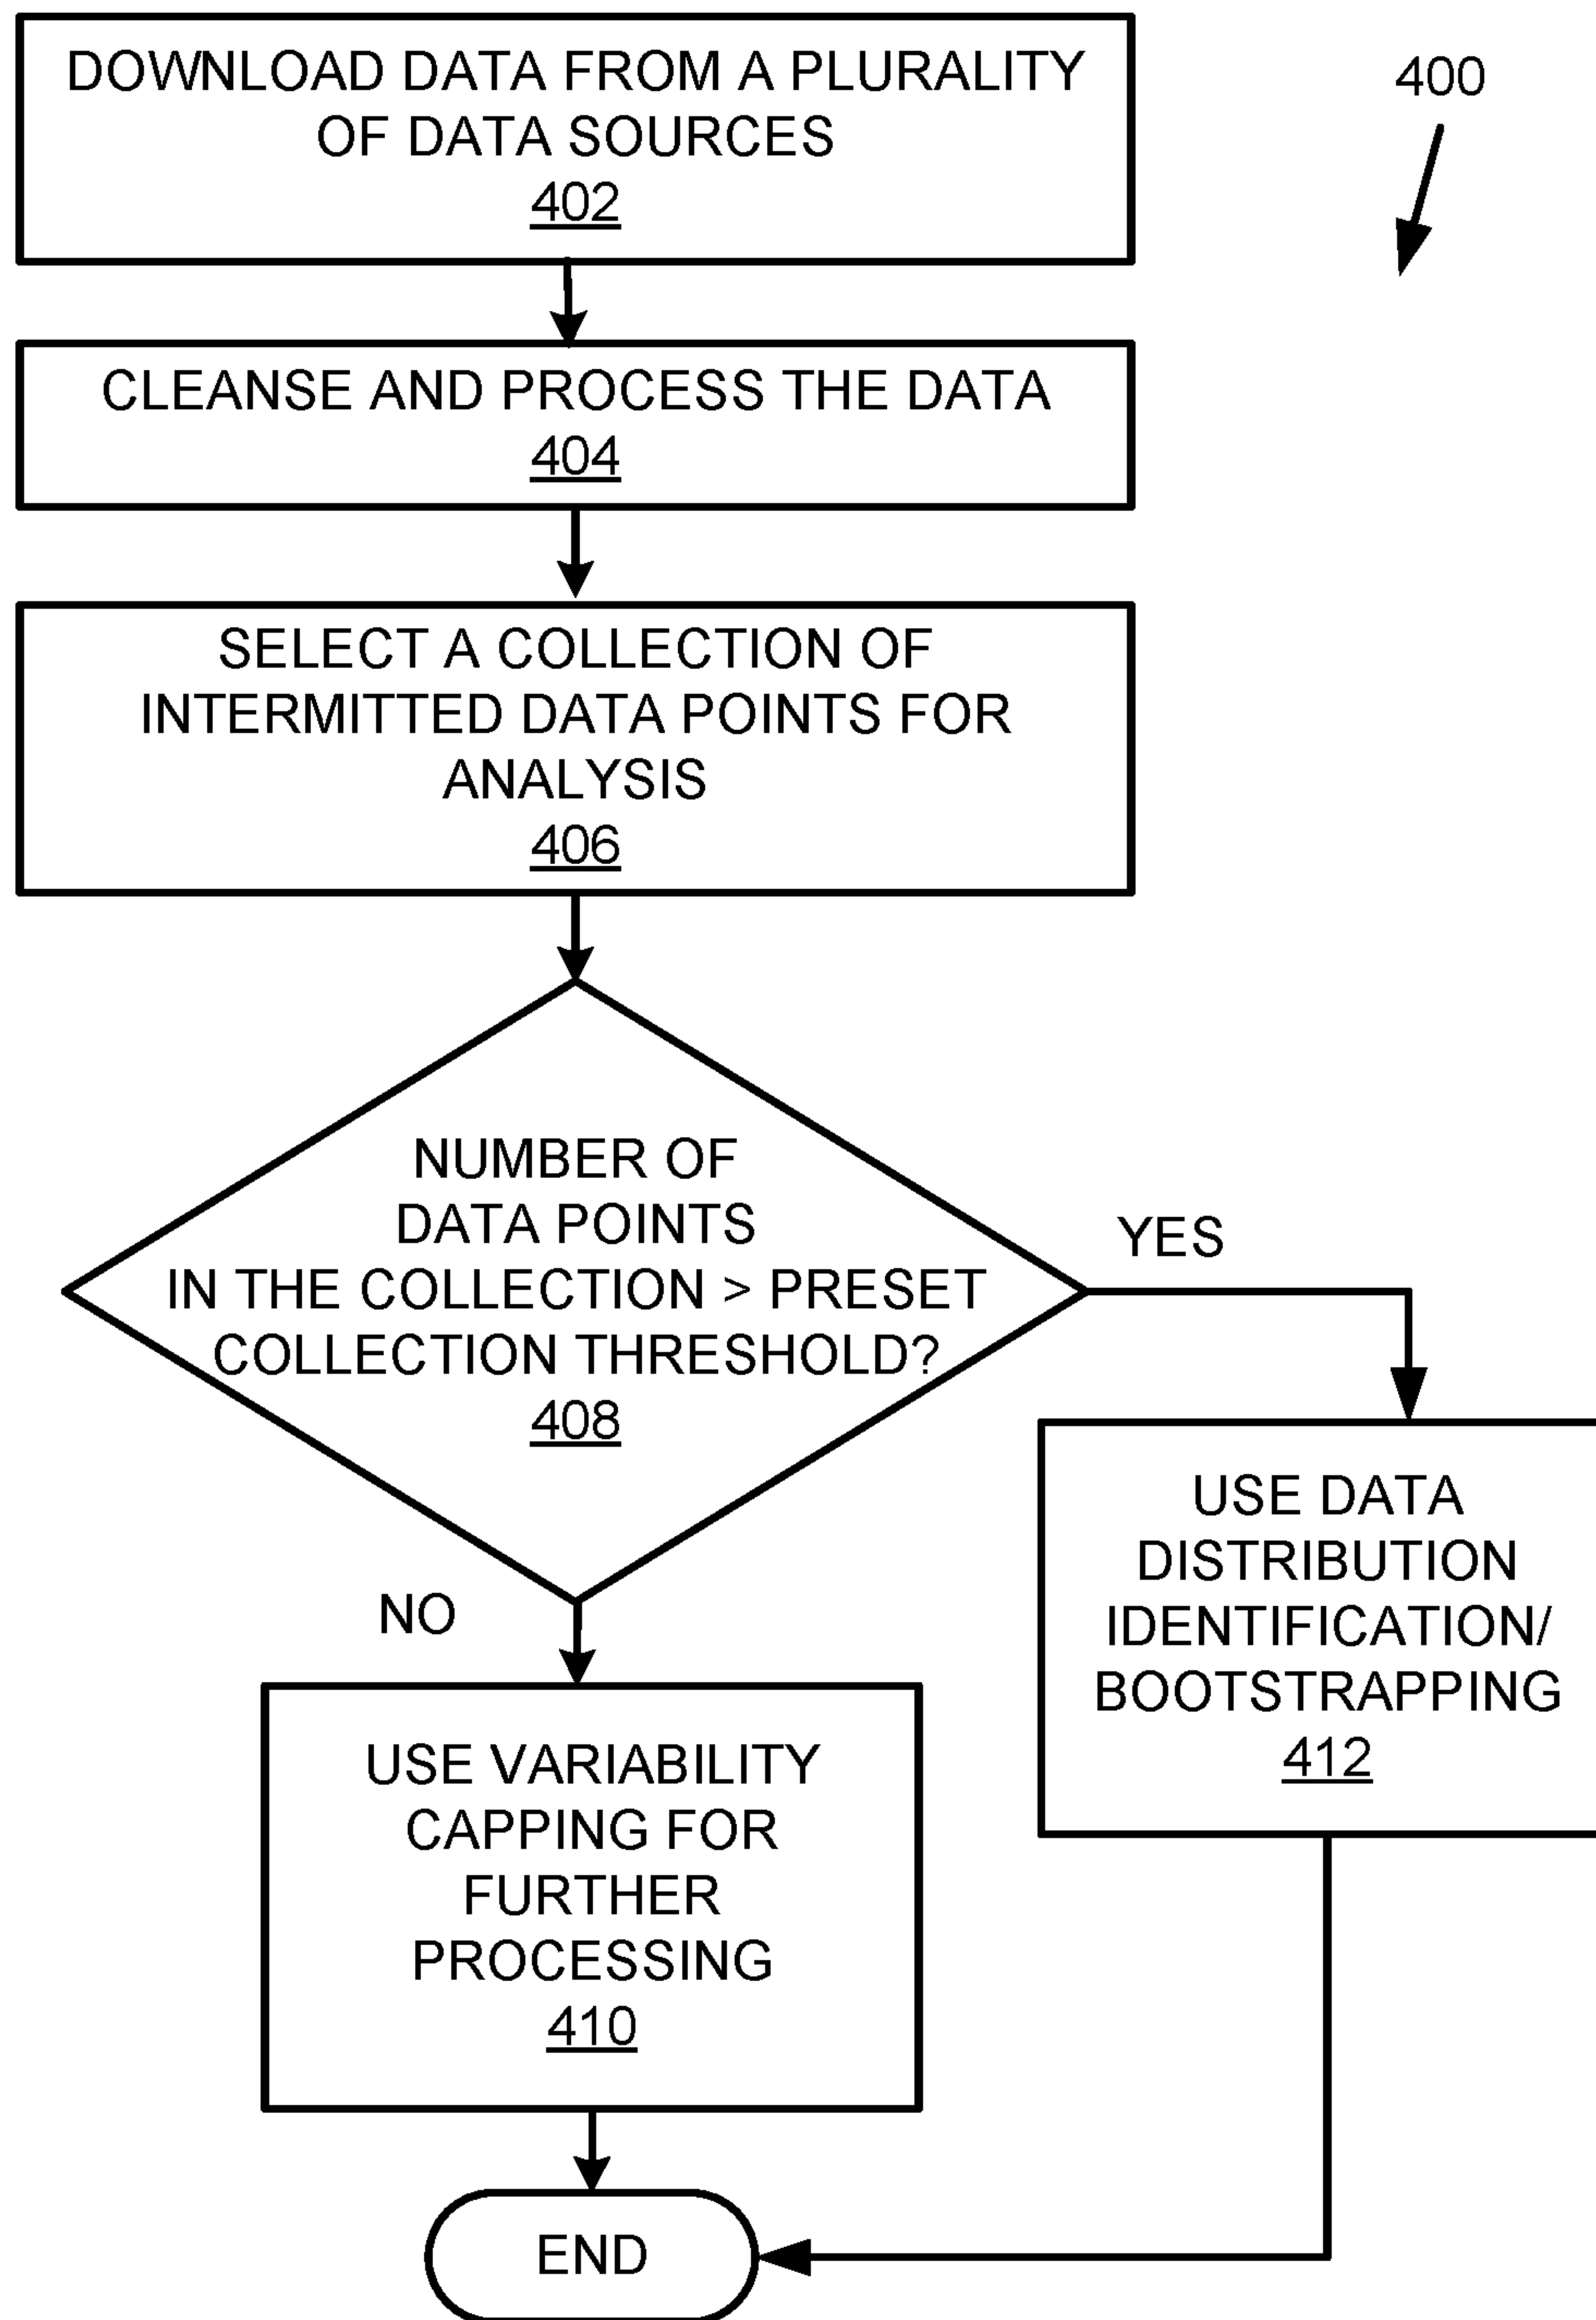 DOWNLOAD DATA FROM A PLURALITY
OF DATA SOURCES
402
400
CLEANSE AND PROCESS THE DATA
404
SELECT A COLLECTION OF
INTERMITTED DATA POINTS FOR
ANALYSIS
406
NUMBER OF
DATA POINTS
IN THE COLLECTION > PRESET
COLLECTION THRESHOLD?
408
YES
NO
USE DATA
DISTRIBUTION
IDENTIFICATION/
BOOTSTRAPPING
412
USE VARIABILITY
CAPPING FOR
FURTHER
PROCESSING
410
END